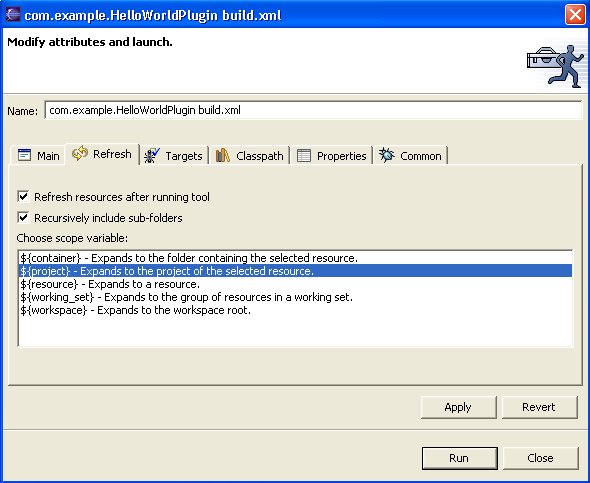 com.example.HelloWorldPlugin build.xml
Modify attributes and launch.
Name: com.example.HelloWorldPlugin build.xml
Main Refresh Targets Classpath Properties Common
Refresh resources after running tool
Recursively include sub-folders
Choose scope variable:
${container} - Expands to the folder containing the selected resource.
${project} - Expands to the project of the selected resource.
${resource} - Expands to a resource.
${working_set} - Expands to the group of resources in a working set.
${workspace} - Expands to the workspace root.
Apply Revert
Run Close